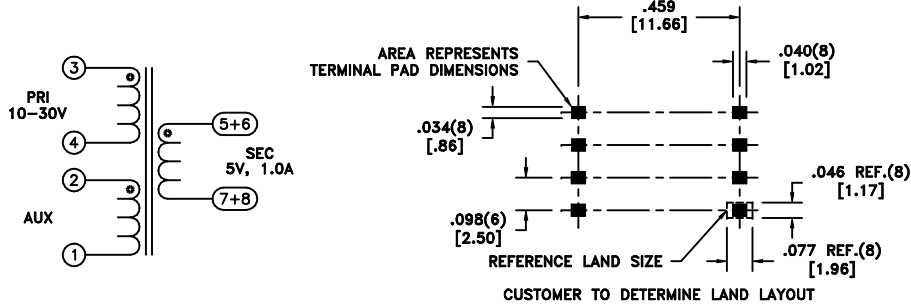 3
PRI
10-30V
4
2
AUX
1
5+6
SEC
5V, 1.0A
7+8
.459
[11.66]
AREA REPRESENTS
TERMINAL PAD DIMENSIONS
.040(8)
[1.02]
.034(8)
[.86]
.046 REF.(8)
[1.17]
.098(6)
[2.50]
REFERENCE LAND SIZE
.077 REF.(8)
[1.96]
CUSTOMER TO DETERMINE LAND LAYOUT